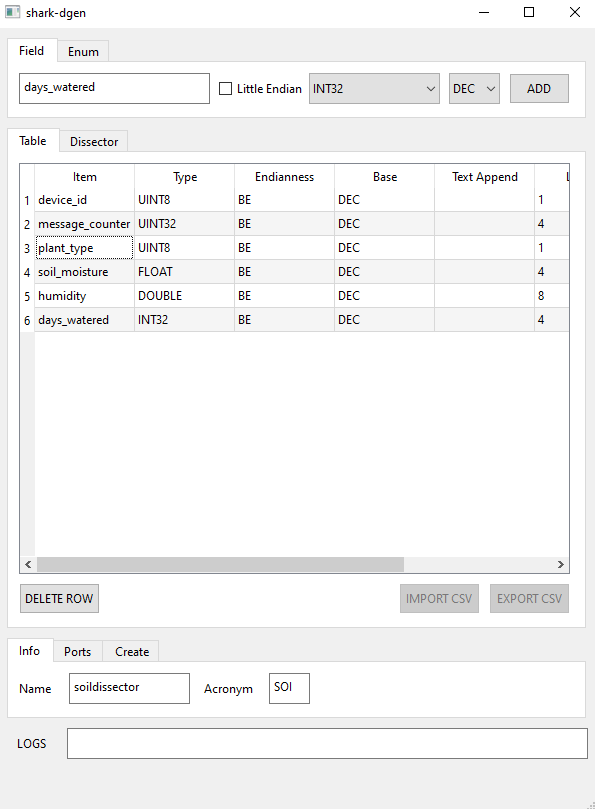 shark-dgen
Field Enum
days_watered Little Endian INT32 DEC ADD
Table Dissector
Item Type Endianness Base Text Append L
1 device_id UINT8 BE DEC 1
2 message_counter UINT32 BE DEC 4
3 plant_type UINT8 BE DEC 1
4 soil_moisture FLOAT BE DEC 4
5 humidity DOUBLE BE DEC 8
6 days_watered INT32 BE DEC 4
DELETE ROW IMPORT CSV EXPORT CSV
Info Ports Create
Name soildissector Acronym SOI
LOGS